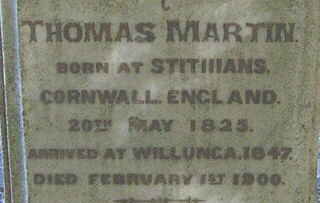 THOMAS MARTIN.
BORN AT STITHIANS,
CORNWALL, ENGLAND.
20TH MAY 1825.
ARRIVED AT WILLUNGA, 1847.
DIED FEBRUARY 1ST 1900.